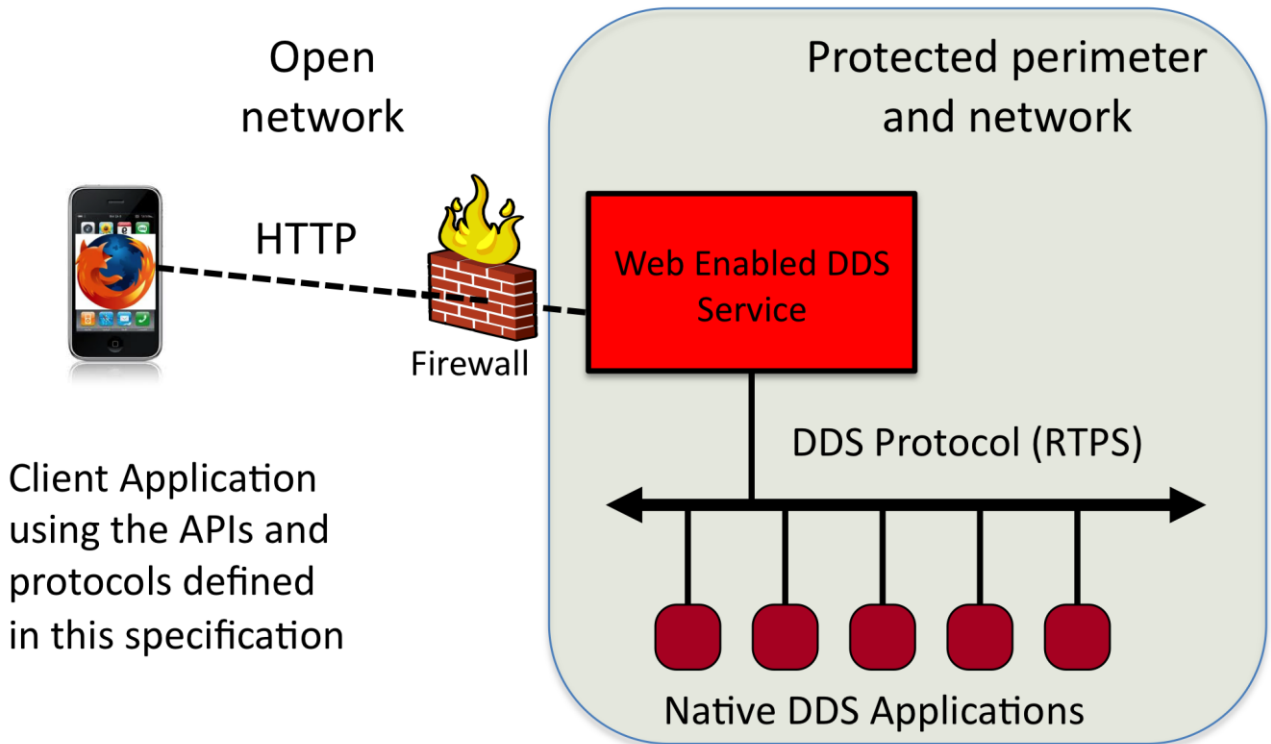 Open
network
Protected perimeter
and network
HTTP
Firewall
Web Enabled DDS
Service
DDS Protocol (RTPS)
Client Application
using the APIs and
protocols defined
in this specification
Native DDS Applications